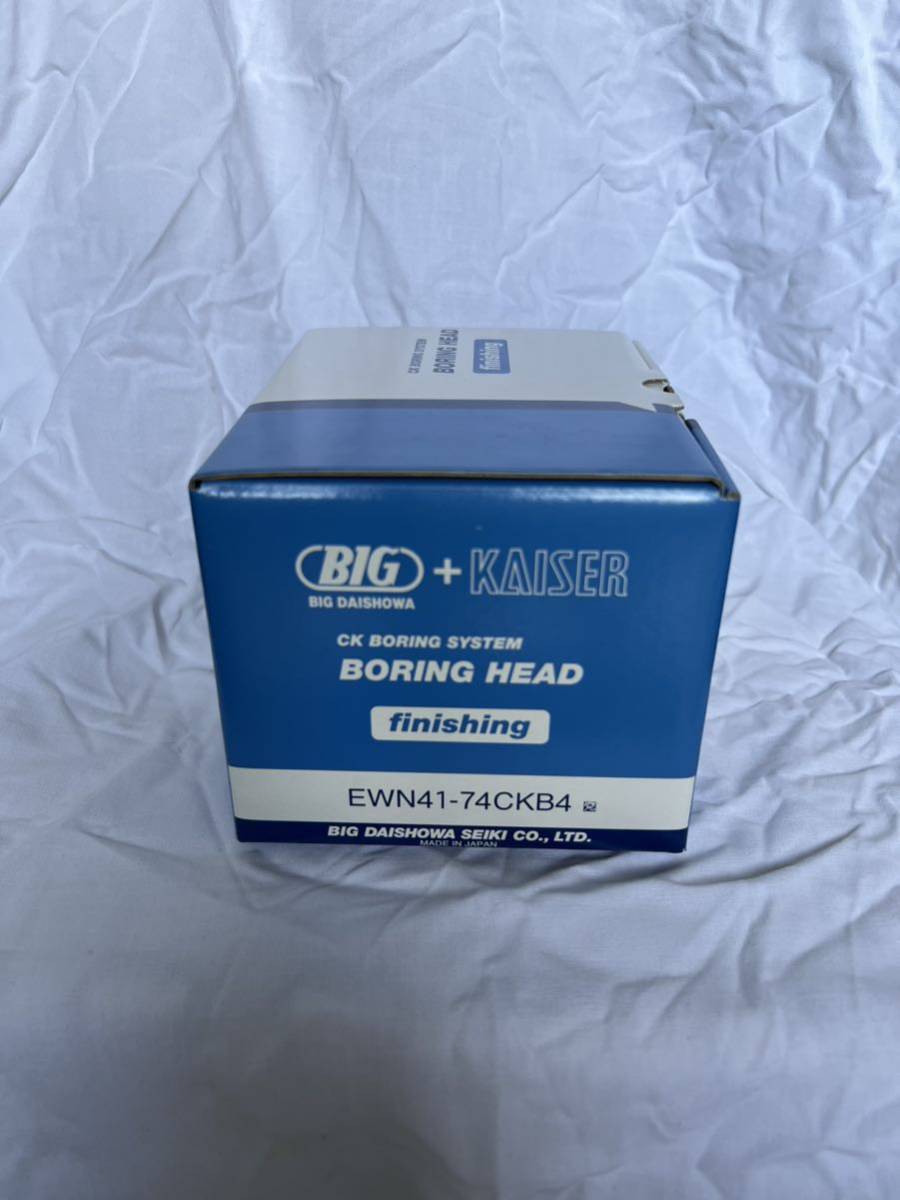 CK BORING SYSTEM
BORING HEAD
finishing
BIG + KAISER
BIG DAISHOWA
CK BORING SYSTEM
BORING HEAD
finishing
EWN41-74CKB4
BIG DAISHOWA SEIKI CO., LTD.
MADE IN JAPAN